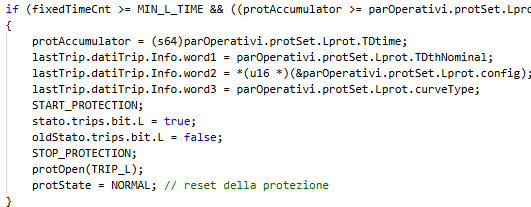 if (fixedTimeCnt >= MIN_L_TIME && ((protAccumulator >= parOperativi.protSet.Lpro
{
protAccumulator = (s64)parOperativi.protSet.Lprot.TDtime;
lastTrip.datiTrip.Info.word1 = parOperativi.protSet.Lprot.TDthNominal;
lastTrip.datiTrip.Info.word2 = *(u16 *)(&parOperativi.protSet.Lprot.config);
lastTrip.datiTrip.Info.word3 = parOperativi.protSet.Lprot.curveType;
START_PROTECTION;
stato.trips.bit.L = true;
oldStato.trips.bit.L = false;
STOP_PROTECTION;
protOpen(TRIP_L);
protState = NORMAL; // reset della protezione
}